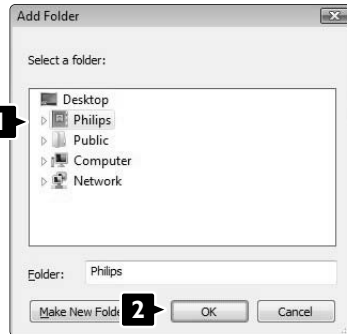 Add Folder
Select a folder:
Desktop
1
Philips
Public
Computer
Network
Folder: Philips
Make New Folde 2 OK Cancel